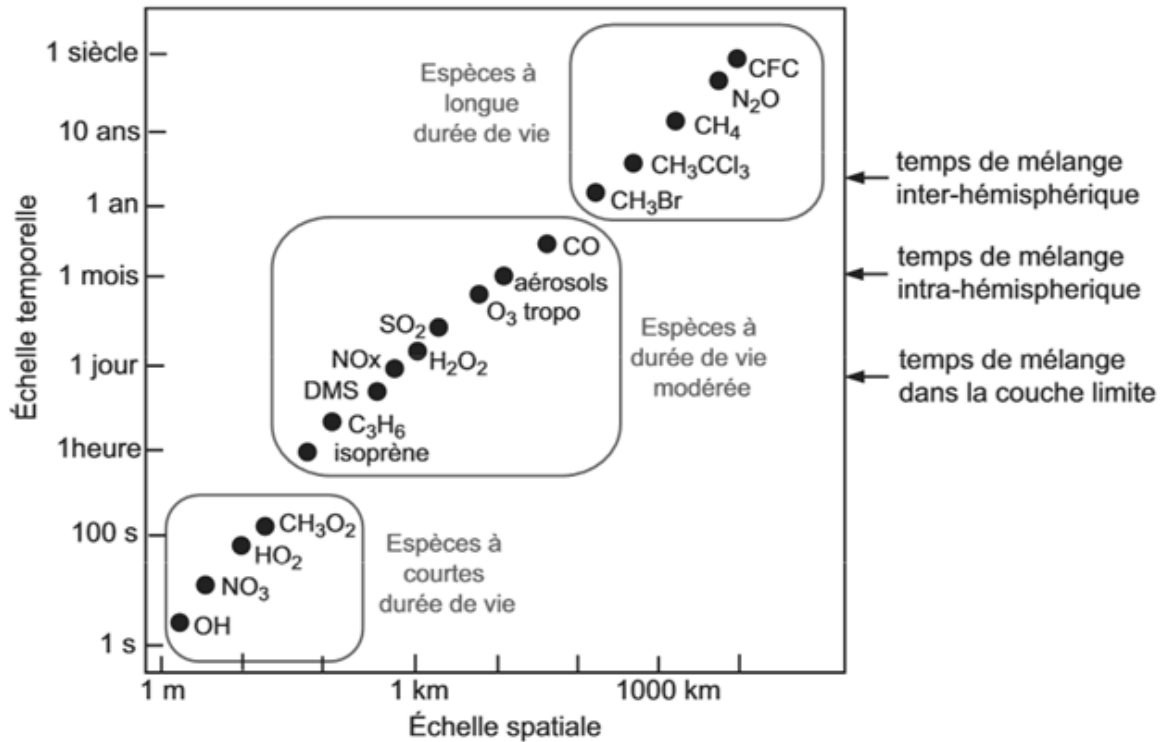 1 siècle
10 ans
1 an
1 mois
1 jour
1heure
100 s
1 s
Échelle temporelle
Espèces à
longue
durée de vie
CFC
N₂O
CH₄
CH₃CCl₃
CH₃Br
CO
aérosols
O₃ tropo
SO₂
H₂O₂
NOx
DMS
C₃H₆
isoprène
Espèces à
durée de vie
modérée
CH₃O₂
HO₂
NO₃
OH
Espèces à
courtes
durée de vie
temps de mélange
inter-hémisphérique
temps de mélange
intra-hémispherique
temps de mélange
dans la couche limite
1 m
1 km
1000 km
Échelle spatiale